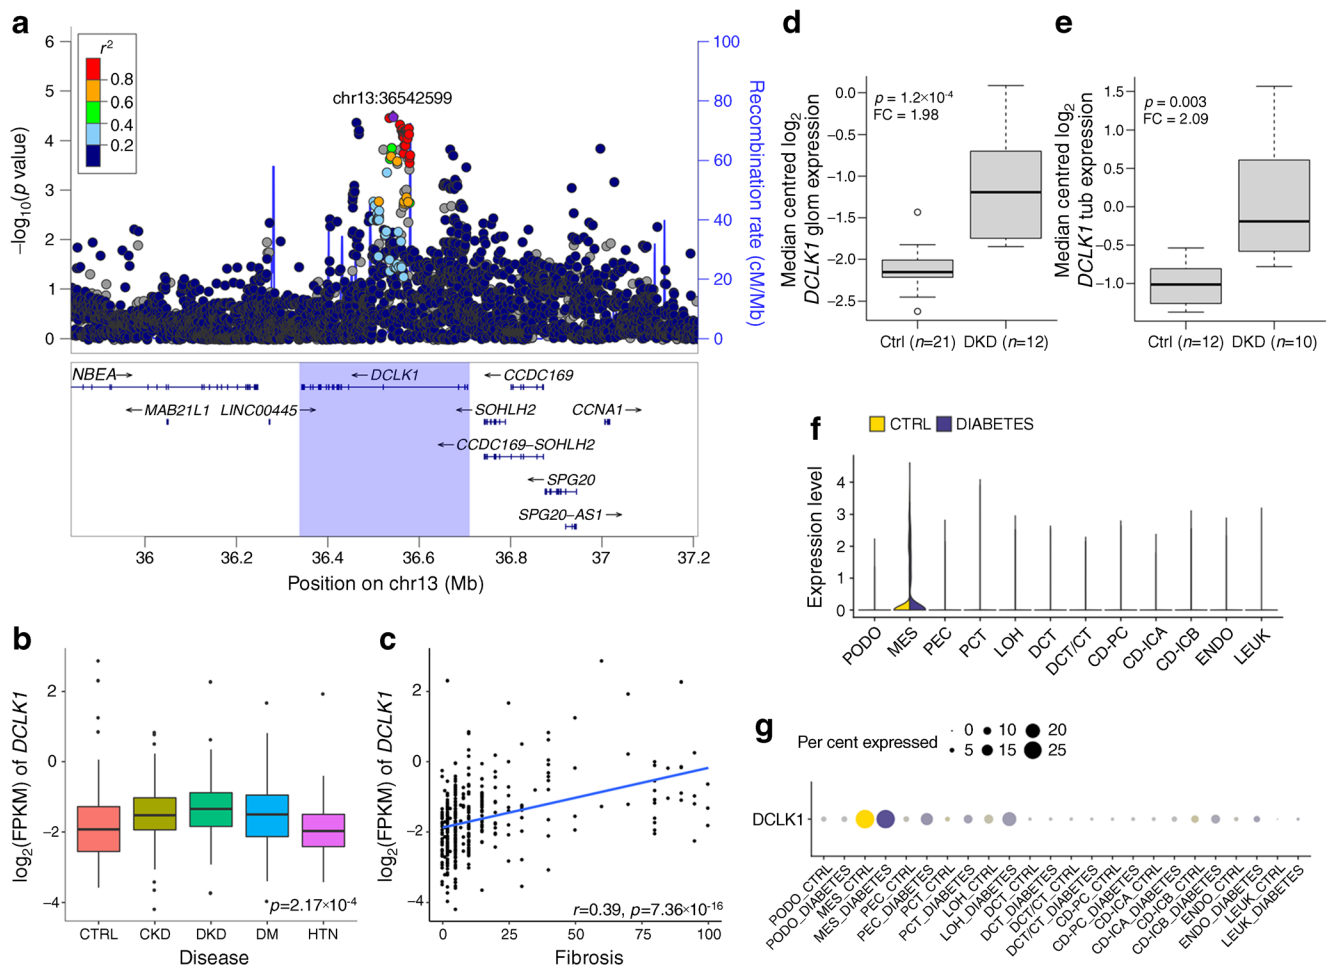 a
r²
0.8
0.6
0.4
0.2
chr13:36542599
−log₁₀(p value)
6
5
4
3
2
1
0
100
80
60
40
20
0
Recombination rate (cM/Mb)
NBEA→
←DCLK1
←CCDC169
←MAB21L1
LINC00445→
←SOHLH2
CCNA1→
←CCDC169–SOHLH2
←SPG20
SPG20–AS1→
36 36.2 36.4 36.6 36.8 37 37.2
Position on chr13 (Mb)
b
log₂(FPKM) of DCLK1
2
0
−2
−4
p=2.17×10⁻⁴
CTRL CKD DKD DM HTN
Disease
c
log₂(FPKM) of DCLK1
2
0
−2
−4
r=0.39, p=7.36×10⁻¹⁶
0 25 50 75 100
Fibrosis
d
Median centred log₂
DCLK1 glom expression
0.0
−0.5
−1.0
−1.5
−2.0
−2.5
p = 1.2×10⁻⁴
FC = 1.98
Ctrl (n=21) DKD (n=12)
e
Median centred log₂
DCLK1 tub expression
1.5
1.0
0.5
0.0
−0.5
−1.0
p = 0.003
FC = 2.09
Ctrl (n=12) DKD (n=10)
f
CTRL DIABETES
Expression level
4
3
2
1
0
PODO
MES
PEC
PCT
LOH
DCT
DCT/CT
CD-PC
CD-ICA
CD-ICB
ENDO
LEUK
g
Per cent expressed
0 10 20
5 15 25
DCLK1
PODO_CTRL
PODO_DIABETES
MES_CTRL
MES_DIABETES
PEC_CTRL
PEC_DIABETES
PCT_CTRL
PCT_DIABETES
LOH_CTRL
LOH_DIABETES
DCT_CTRL
DCT_DIABETES
DCT/CT_CTRL
DCT/CT_DIABETES
CD-PC_CTRL
CD-PC_DIABETES
CD-ICA_CTRL
CD-ICA_DIABETES
CD-ICB_CTRL
CD-ICB_DIABETES
ENDO_CTRL
ENDO_DIABETES
LEUK_CTRL
LEUK_DIABETES